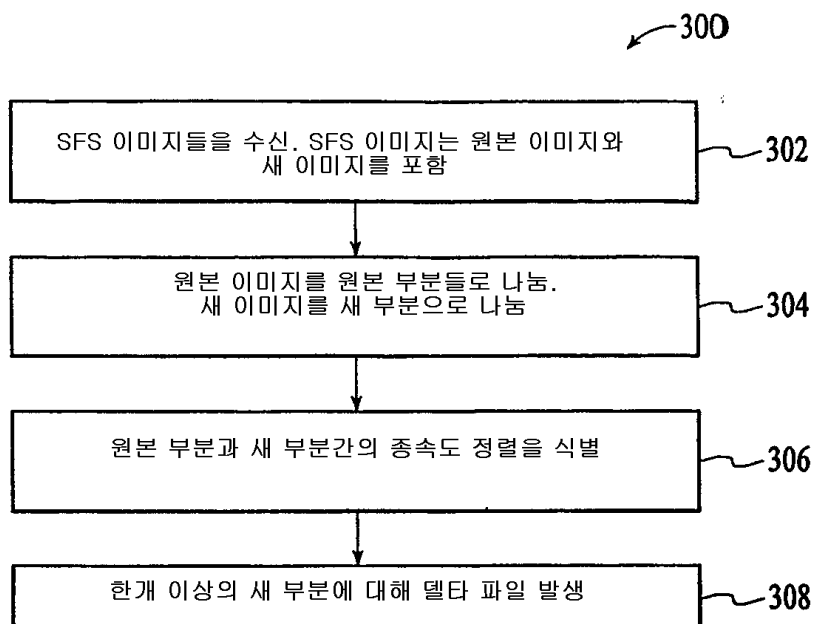 300
SFS 이미지들을 수신. SFS 이미지는 원본 이미지와
새 이미지를 포함
302
원본 이미지를 원본 부분들로 나눔.
새 이미지를 새 부분으로 나눔
304
원본 부분과 새 부분간의 종속도 정렬을 식별
306
한개 이상의 새 부분에 대해 델타 파일 발생
308